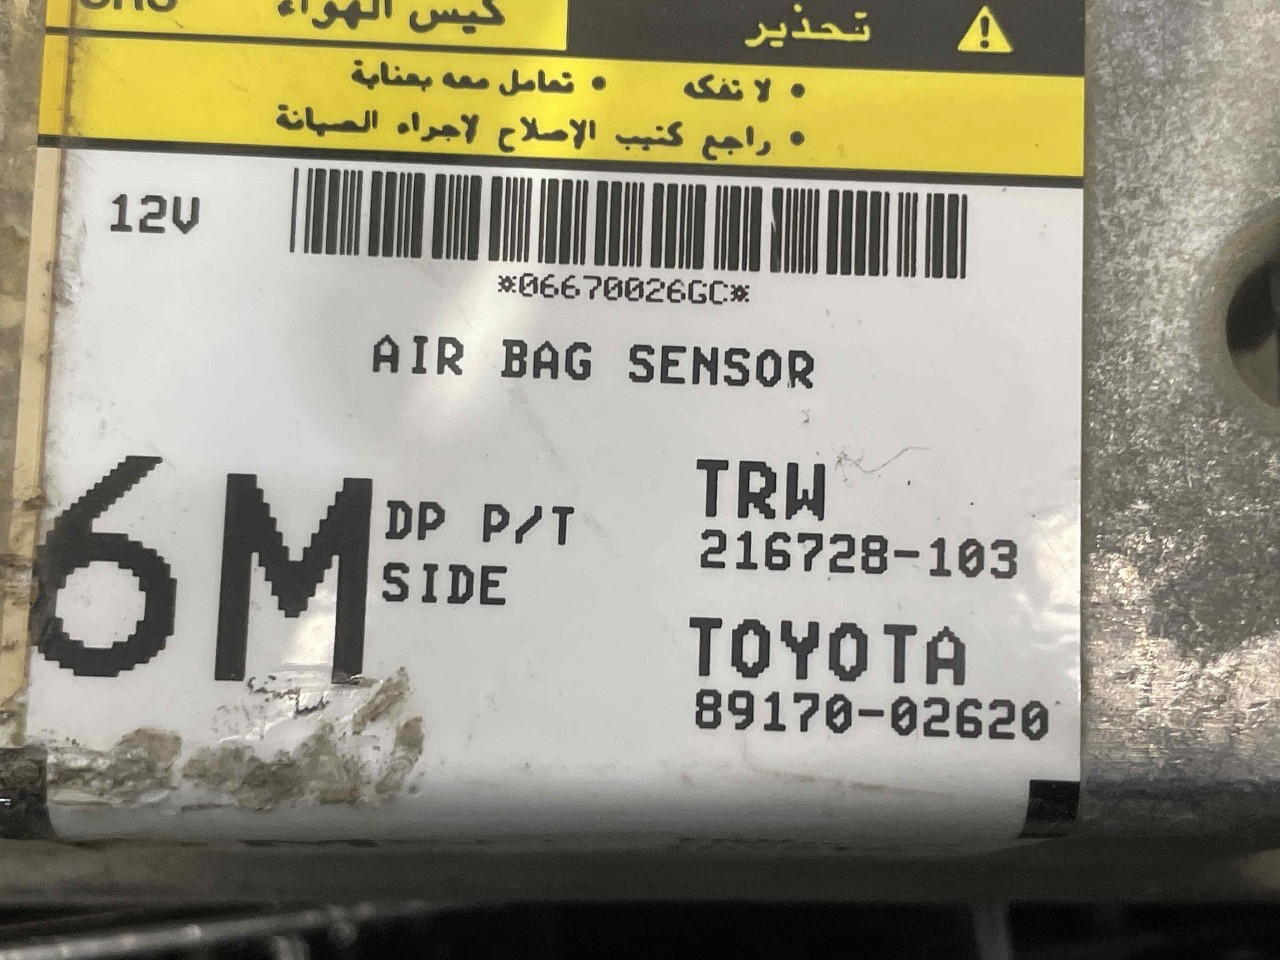 كيس الهواء
تحذير
• لا تفكه • تعامل معه بعناية
• راجع كتيب الإصلاح لاجراء الصيانة
12V
*06670026GC*
AIR BAG SENSOR
6M
DP P/T
SIDE
TRW
216728-103
TOYOTA
89170-02620